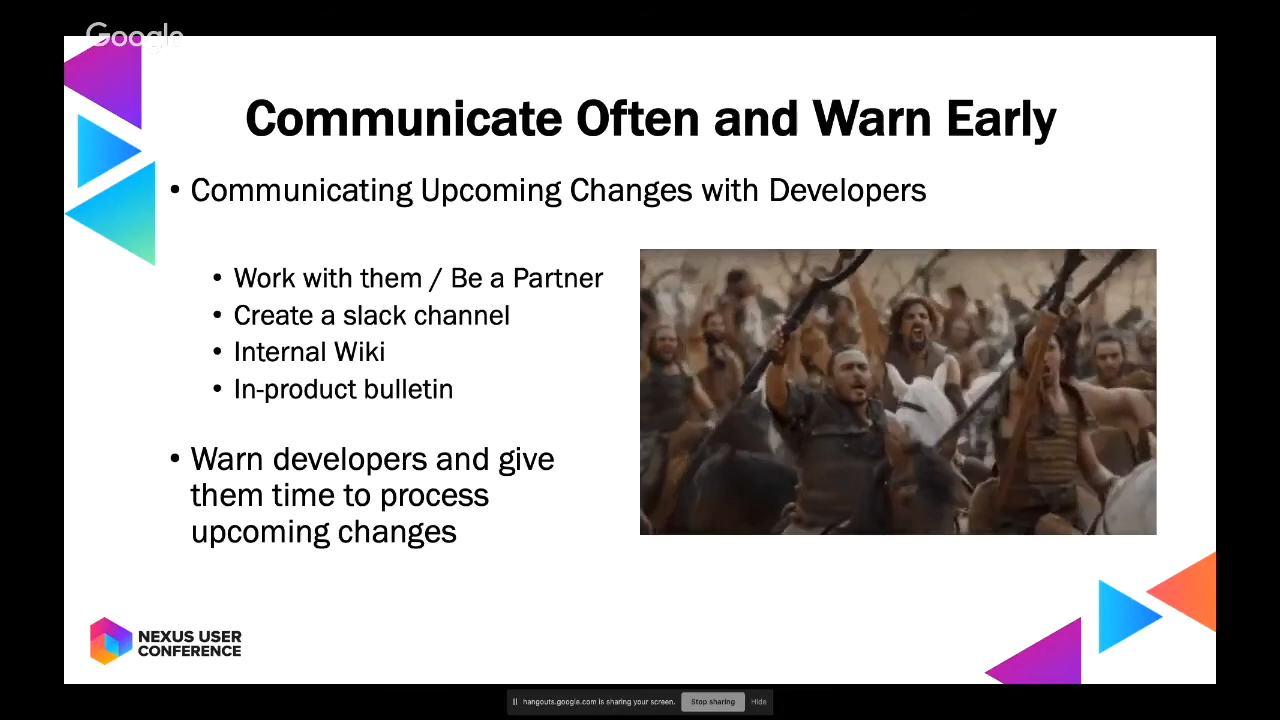 Google
Communicate Often and Warn Early
• Communicating Upcoming Changes with Developers
• Work with them / Be a Partner
• Create a slack channel
• Internal Wiki
• In-product bulletin
• Warn developers and give
them time to process
upcoming changes
NEXUS USER
CONFERENCE
hangouts.google.com is sharing your screen. Stop sharing Hide